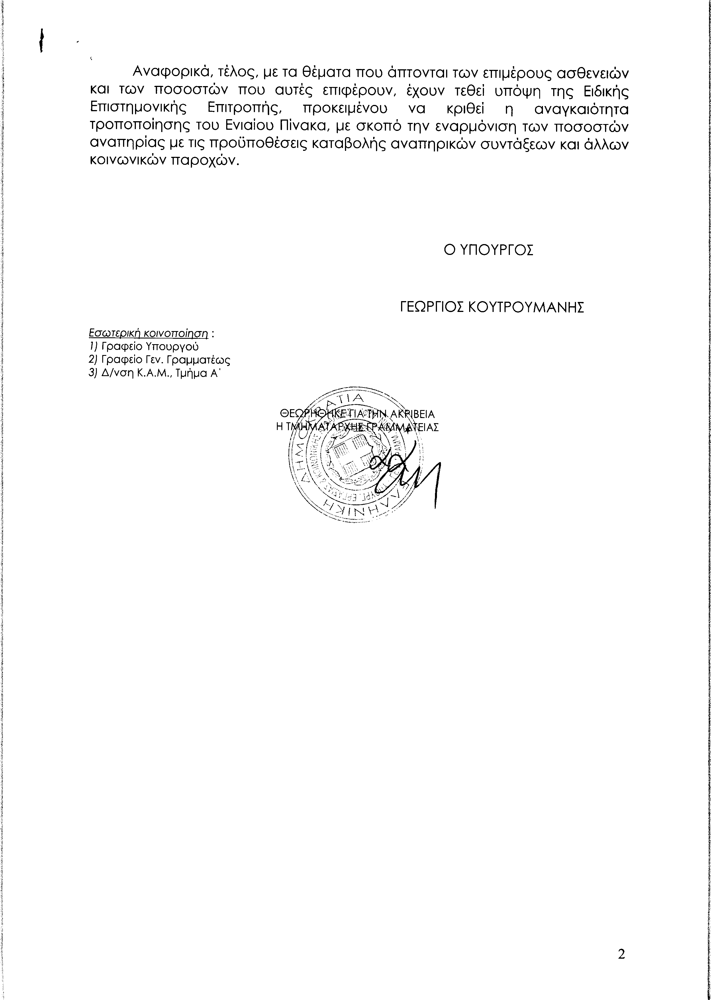 Αναφορικά, τέλος, με τα θέματα που άπτονται των επιμέρους ασθενειών
και των ποσοστών που αυτές επιφέρουν, έχουν τεθεί υπόψη της Ειδικής
Επιστημονικής Επιτροπής, προκειμένου να κριθεί η αναγκαιότητα
τροποποίησης του Ενιαίου Πίνακα, με σκοπό την εναρμόνιση των ποσοστών
αναπηρίας με τις προϋποθέσεις καταβολής αναπηρικών συντάξεων και άλλων
κοινωνικών παροχών.
Ο ΥΠΟΥΡΓΟΣ
ΓΕΩΡΓΙΟΣ ΚΟΥΤΡΟΥΜΑΝΗΣ
Εσωτερική κοινοποίηση :
1) Γραφείο Υπουργού
2) Γραφείο Γεν. Γραμματέως
3) Δ/νση Κ.Α.Μ., Τμήμα Α΄
ΘΕΩΡΗΘΗΚΕ ΓΙΑ ΤΗΝ ΑΚΡΙΒΕΙΑ
Η ΤΜΗΜΑΤΑΡΧΗΣ ΓΡΑΜΜΑΤΕΙΑΣ
ΕΛΛΗΝΙΚΗ ΔΗΜΟΚΡΑΤΙΑ
2